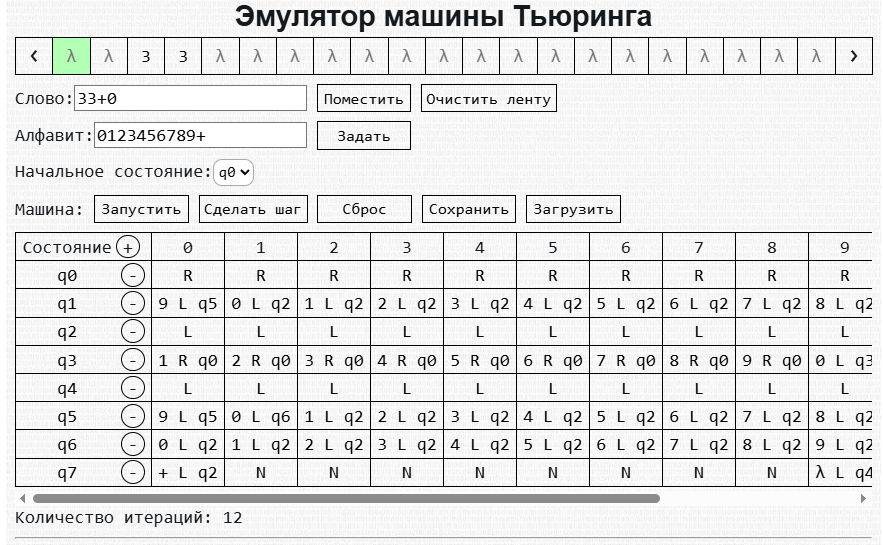 Эмулятор машины Тьюринга
‹ λ λ 3 3 λ λ λ λ λ λ λ λ λ λ λ λ λ λ λ λ λ ›
Слово: 33+0 Поместить Очистить ленту
Алфавит: 0123456789+ Задать
Начальное состояние: q0
Машина: Запустить Сделать шаг Сброс Сохранить Загрузить
Состояние + 0 1 2 3 4 5 6 7 8 9
q0 - R R R R R R R R R R
q1 - 9 L q5 0 L q2 1 L q2 2 L q2 3 L q2 4 L q2 5 L q2 6 L q2 7 L q2 8 L q2
q2 - L L L L L L L L L L
q3 - 1 R q0 2 R q0 3 R q0 4 R q0 5 R q0 6 R q0 7 R q0 8 R q0 9 R q0 0 L q3
q4 - L L L L L L L L L L
q5 - 9 L q5 0 L q6 1 L q2 2 L q2 3 L q2 4 L q2 5 L q2 6 L q2 7 L q2 8 L q2
q6 - 0 L q2 1 L q2 2 L q2 3 L q2 4 L q2 5 L q2 6 L q2 7 L q2 8 L q2 9 L q2
q7 - + L q2 N N N N N N N N λ L q4
Количество итераций: 12